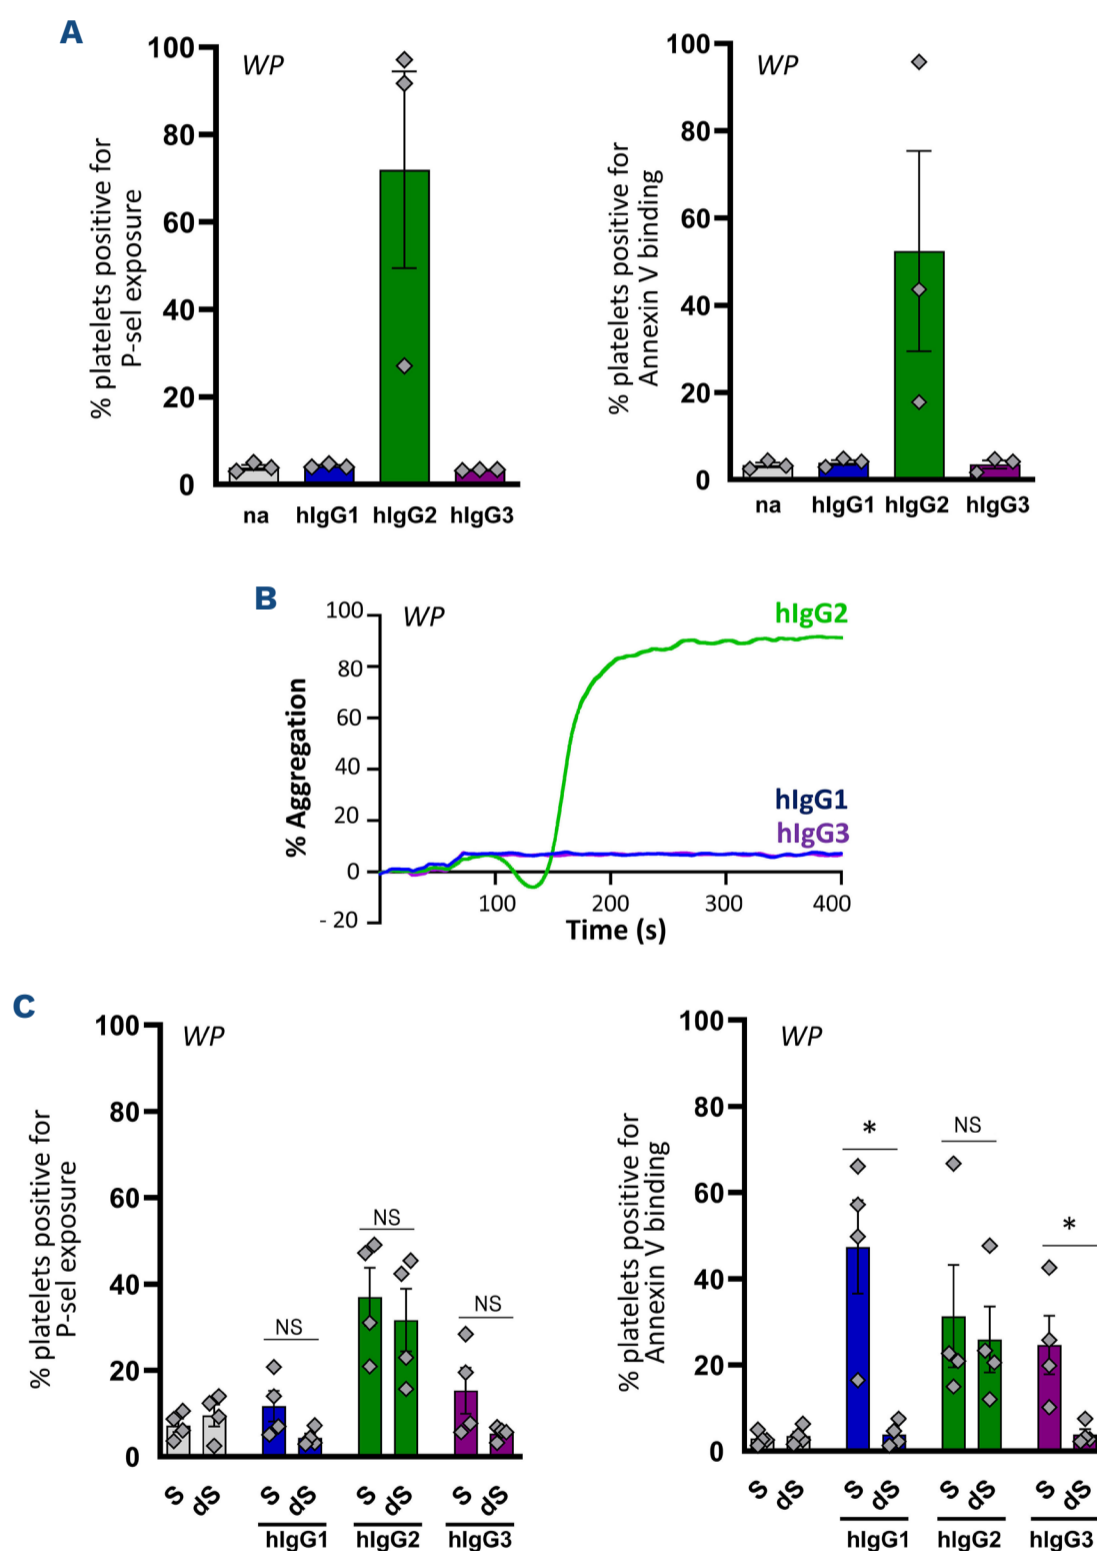 A
100
80
60
40
20
0
WP
% platelets positive for
P-sel exposure
na hIgG1 hIgG2 hIgG3
100
80
60
40
20
0
WP
% platelets positive for
Annexin V binding
na hIgG1 hIgG2 hIgG3
B
100
80
60
40
20
0
- 20
WP
% Aggregation
hIgG2
hIgG1
hIgG3
100 200 300 400
Time (s)
C
100
80
60
40
20
0
WP
% platelets positive for
P-sel exposure
NS
NS
NS
S dS S dS S dS S dS
hIgG1 hIgG2 hIgG3
100
80
60
40
20
0
WP
% platelets positive for
Annexin V binding
*
NS
*
S dS S dS S dS S dS
hIgG1 hIgG2 hIgG3